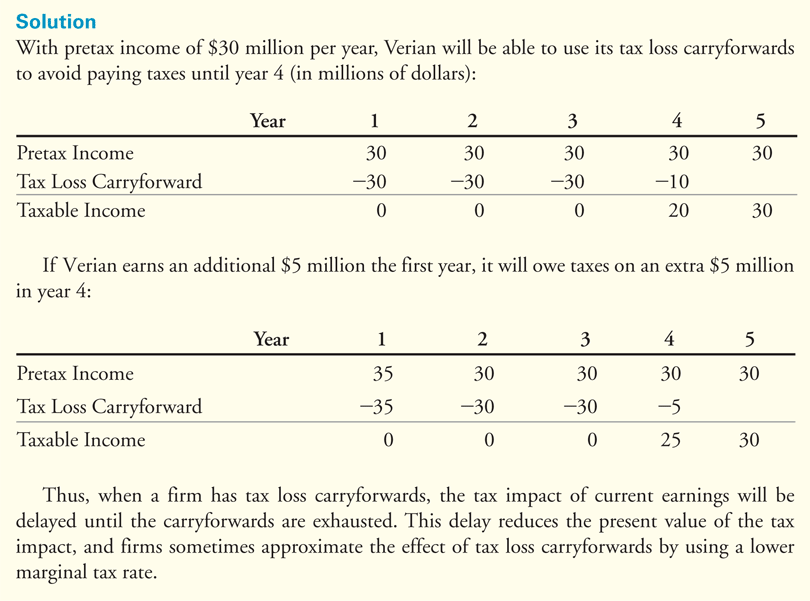 Solution
With pretax income of $30 million per year, Verian will be able to use its tax loss carryforwards
to avoid paying taxes until year 4 (in millions of dollars):
Year 1 2 3 4 5
Pretax Income 30 30 30 30 30
Tax Loss Carryforward −30 −30 −30 −10
Taxable Income 0 0 0 20 30
If Verian earns an additional $5 million the first year, it will owe taxes on an extra $5 million
in year 4:
Year 1 2 3 4 5
Pretax Income 35 30 30 30 30
Tax Loss Carryforward −35 −30 −30 −5
Taxable Income 0 0 0 25 30
Thus, when a firm has tax loss carryforwards, the tax impact of current earnings will be
delayed until the carryforwards are exhausted. This delay reduces the present value of the tax
impact, and firms sometimes approximate the effect of tax loss carryforwards by using a lower
marginal tax rate.